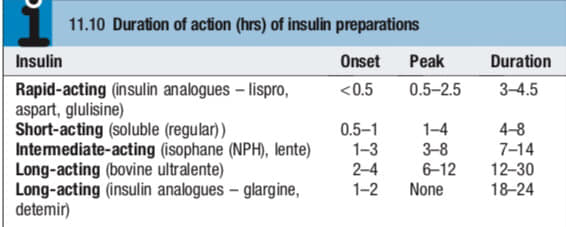 11.10 Duration of action (hrs) of insulin preparations
Insulin Onset Peak Duration
Rapid-acting (insulin analogues – lispro, <0.5 0.5–2.5 3–4.5
aspart, glulisine)
Short-acting (soluble (regular)) 0.5–1 1–4 4–8
Intermediate-acting (isophane (NPH), lente) 1–3 3–8 7–14
Long-acting (bovine ultralente) 2–4 6–12 12–30
Long-acting (insulin analogues – glargine, 1–2 None 18–24
detemir)